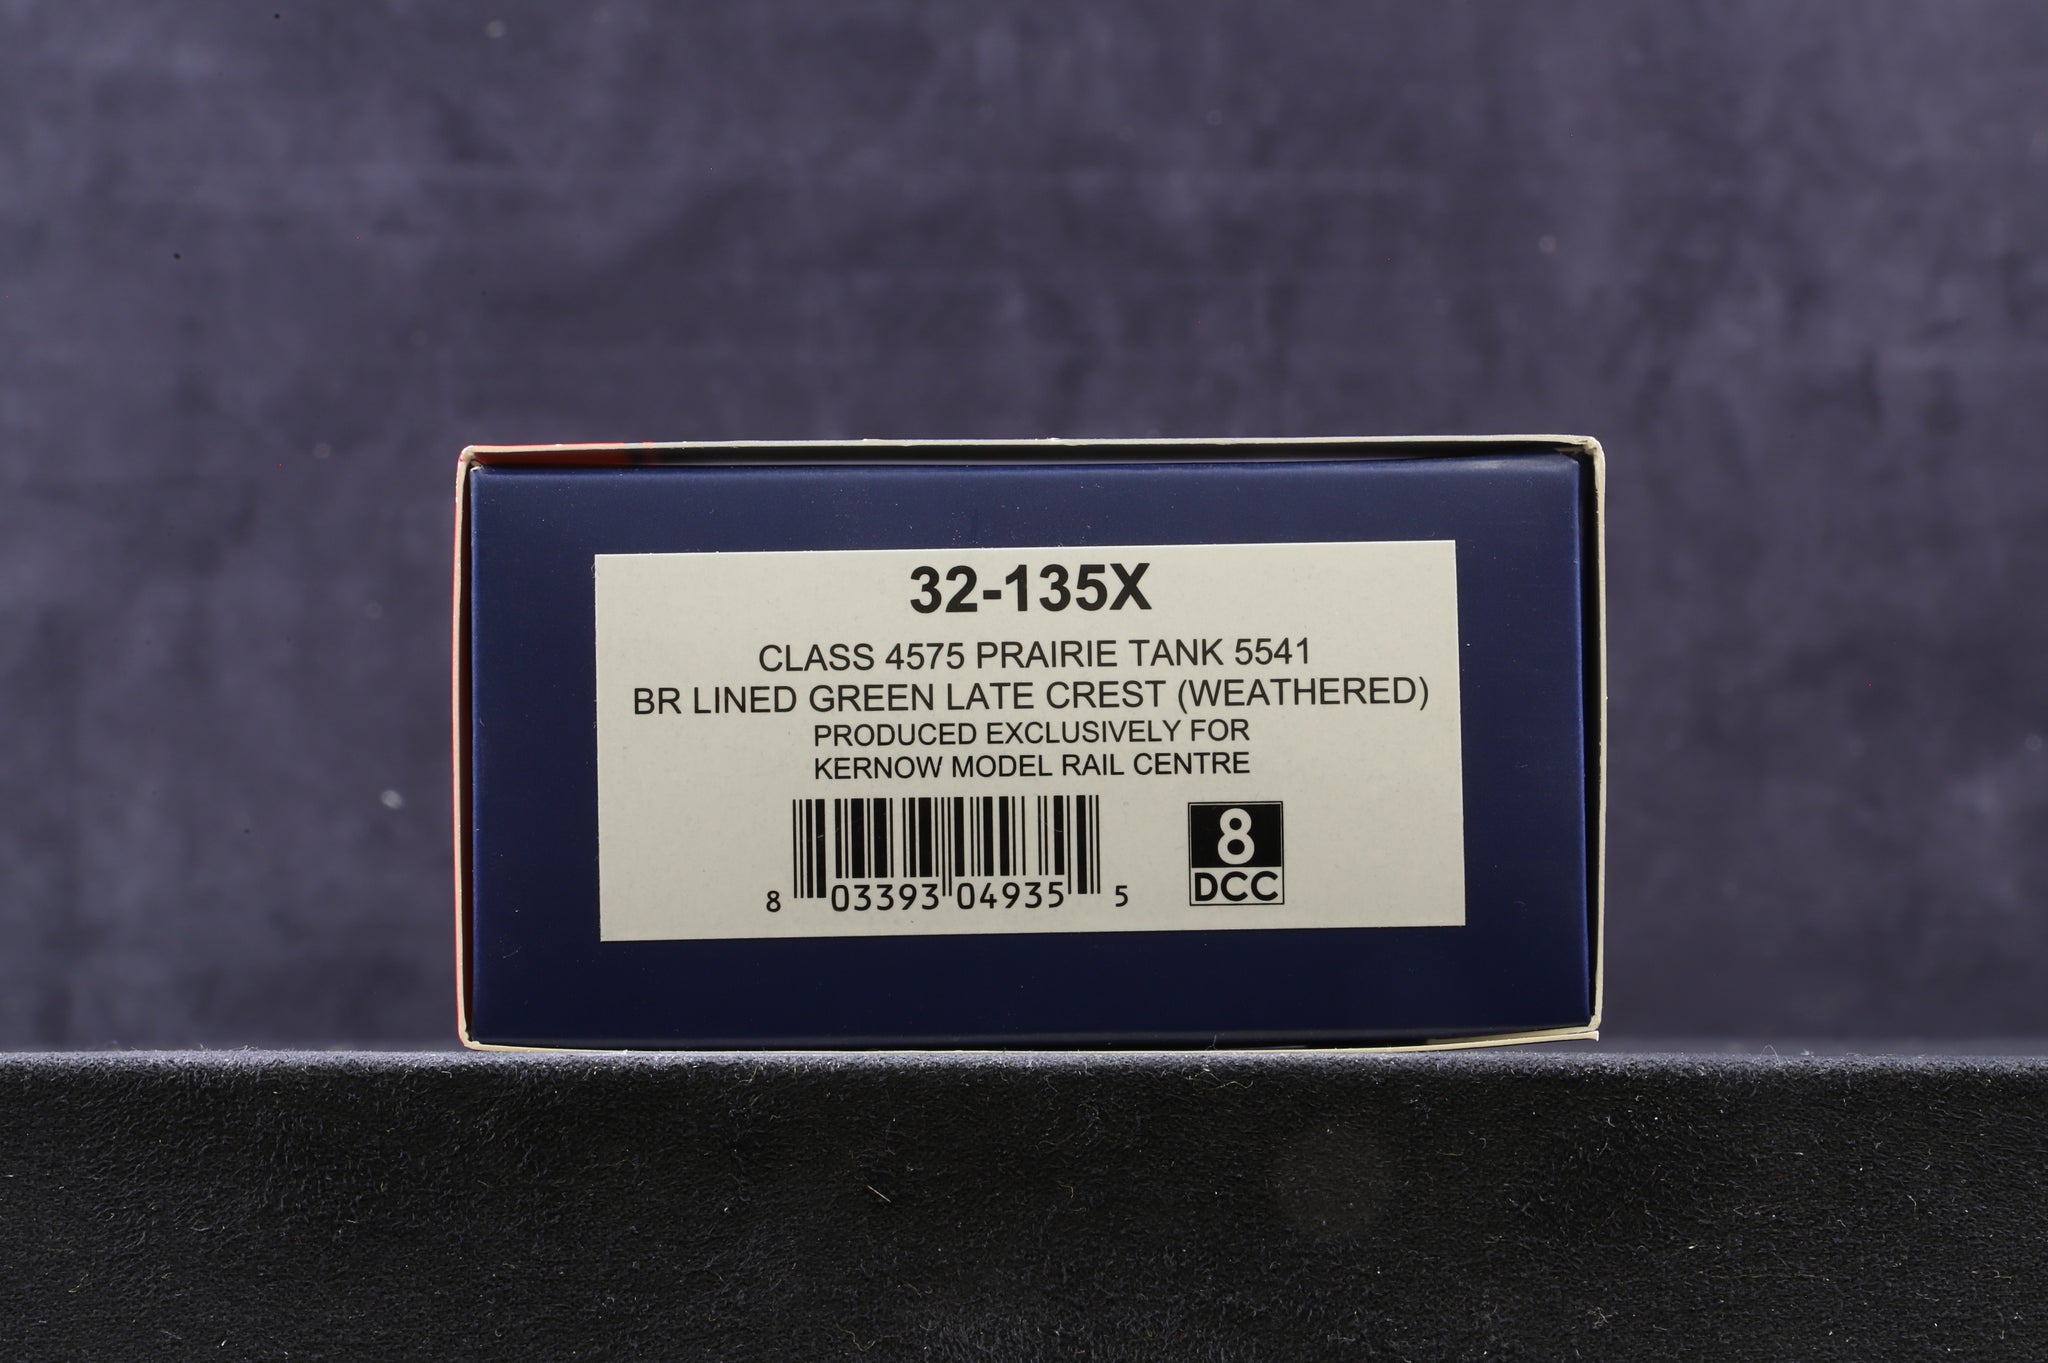 32-135X
CLASS 4575 PRAIRIE TANK 5541
BR LINED GREEN LATE CREST (WEATHERED)
PRODUCED EXCLUSIVELY FOR
KERNOW MODEL RAIL CENTRE
8 03393 04935 5
8
DCC